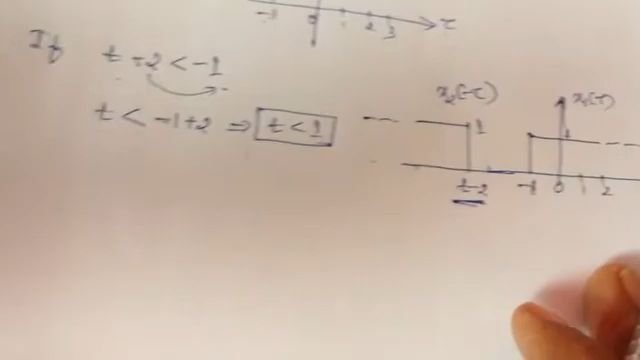 -1 0 1 2 3 τ
If t-2 < -1
t < -1+2 ⇒ t < 1
x₂(-τ) x₁(τ)
1 1
t-2 -1 0 1 2